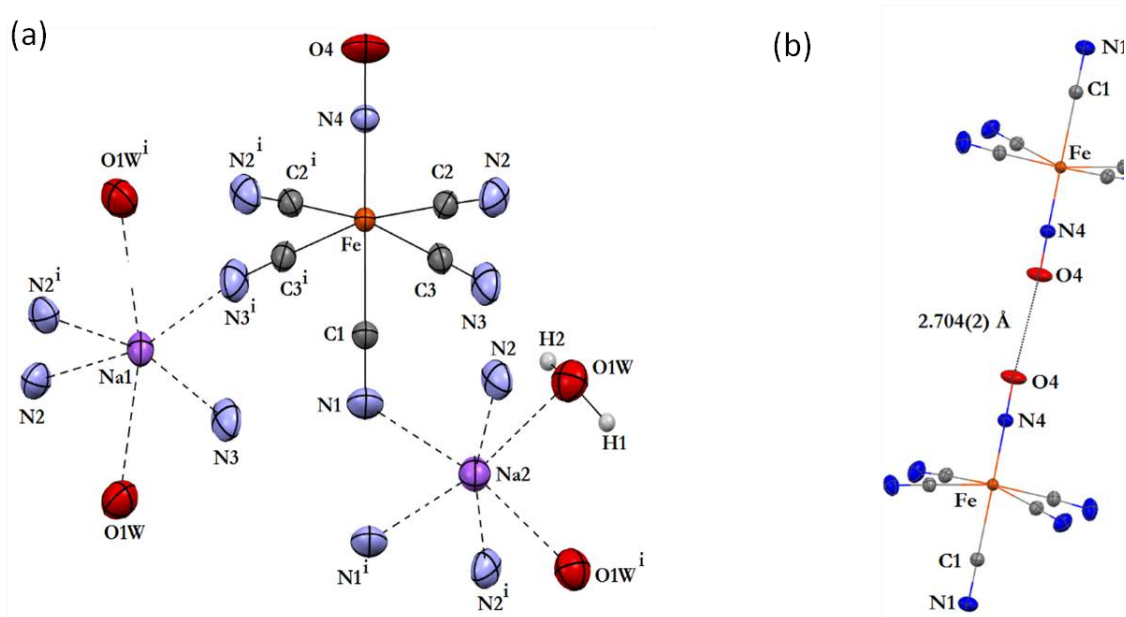 (a)
O4
N4
O1Wⁱ
N2ⁱ
C2ⁱ
C2
N2
Fe
N2ⁱ
N3ⁱ
C3ⁱ
C3
N3
Na1
C1
N2
N3
N1
N2
H2
O1W
H1
Na2
O1W
N1ⁱ
N2ⁱ
O1Wⁱ
(b)
N1
C1
Fe
N4
O4
2.704(2) Å
O4
N4
Fe
C1
N1